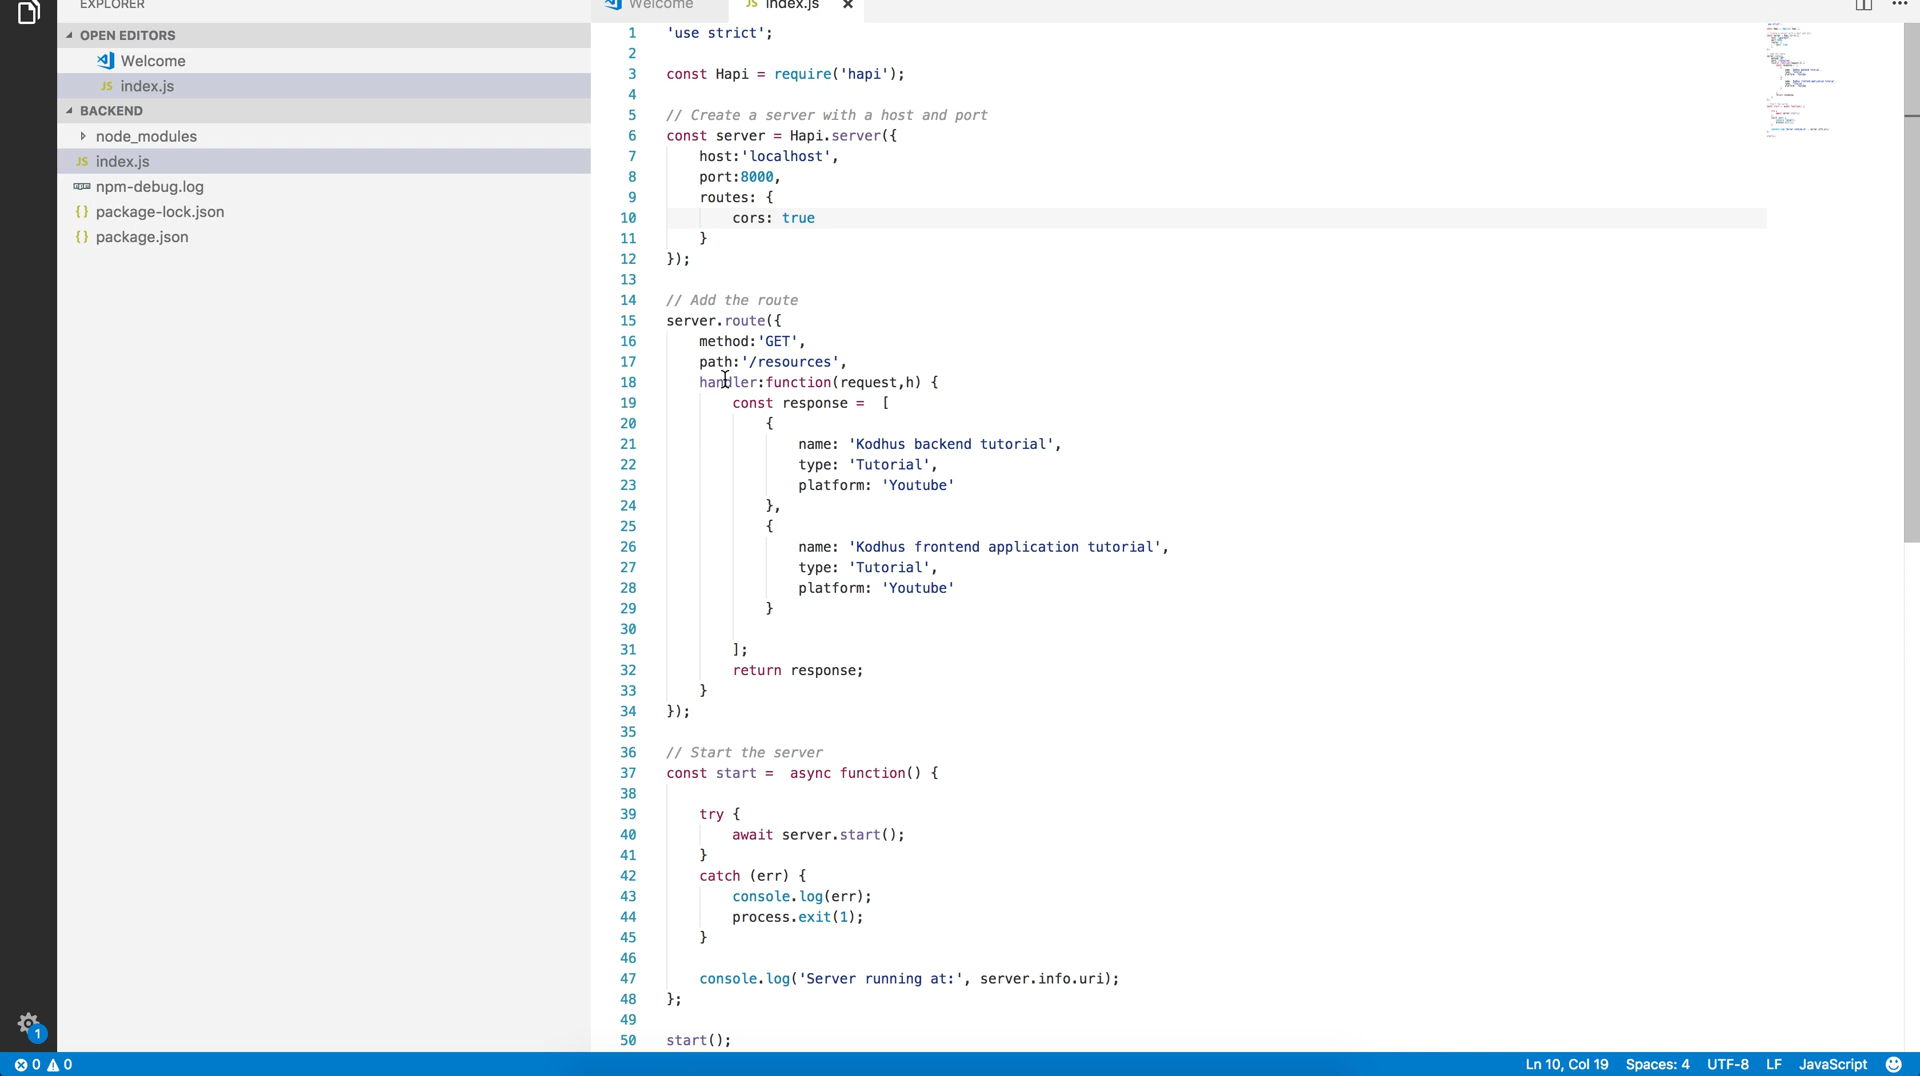 EXPLORER
OPEN EDITORS
Welcome
JS index.js
BACKEND
node_modules
JS index.js
npm-debug.log
{} package-lock.json
{} package.json
Welcome
JS index.js
1 'use strict';
2
3 const Hapi = require('hapi');
4
5 // Create a server with a host and port
6 const server = Hapi.server({
7 host:'localhost',
8 port:8000,
9 routes: {
10 cors: true
11 }
12 });
13
14 // Add the route
15 server.route({
16 method:'GET',
17 path:'/resources',
18 handler:function(request,h) {
19 const response =  [
20 {
21 name: 'Kodhus backend tutorial',
22 type: 'Tutorial',
23 platform: 'Youtube'
24 },
25 {
26 name: 'Kodhus frontend application tutorial',
27 type: 'Tutorial',
28 platform: 'Youtube'
29 }
30
31 ];
32 return response;
33 }
34 });
35
36 // Start the server
37 const start =  async function() {
38
39 try {
40 await server.start();
41 }
42 catch (err) {
43 console.log(err);
44 process.exit(1);
45 }
46
47 console.log('Server running at:', server.info.uri);
48 };
49
50 start();
1
0 0
Ln 10, Col 19 Spaces: 4 UTF-8 LF JavaScript